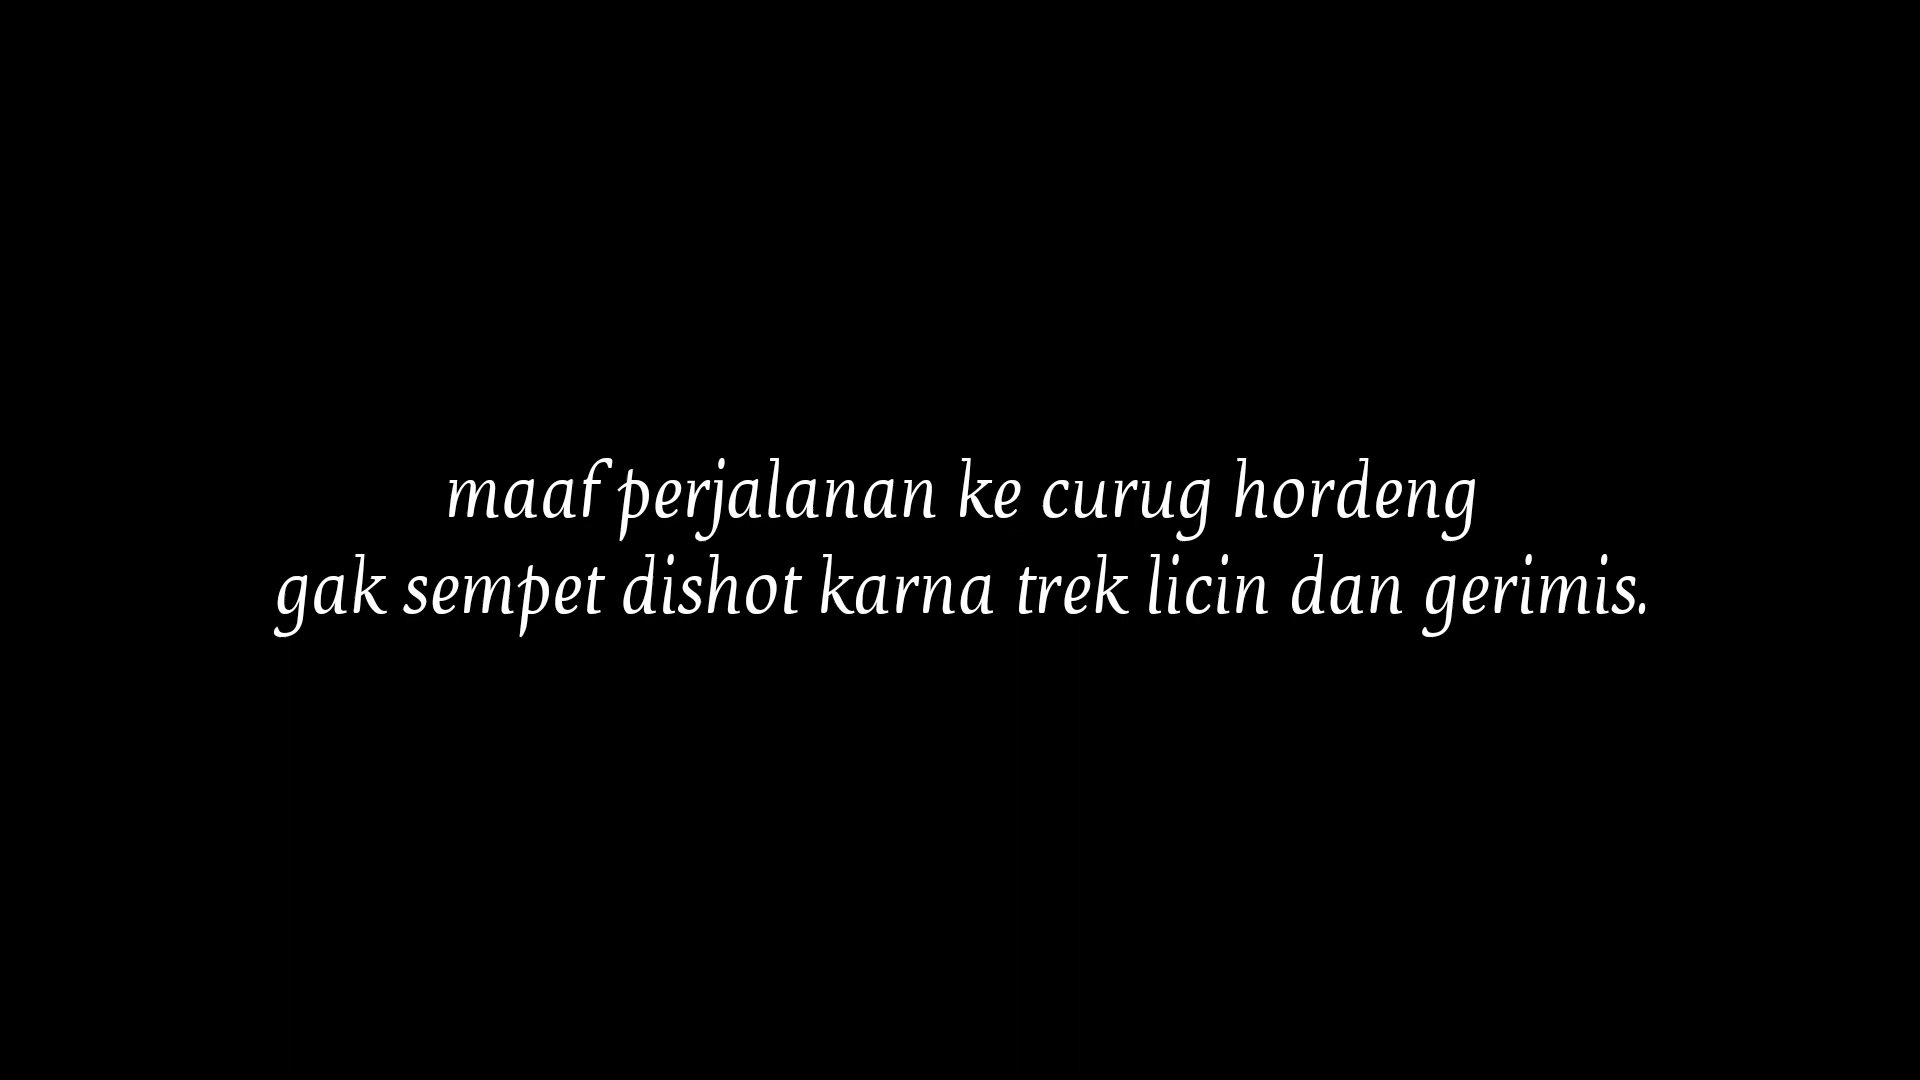 maaf perjalanan ke curug hordeng
gak sempet dishot karna trek licin dan gerimis.